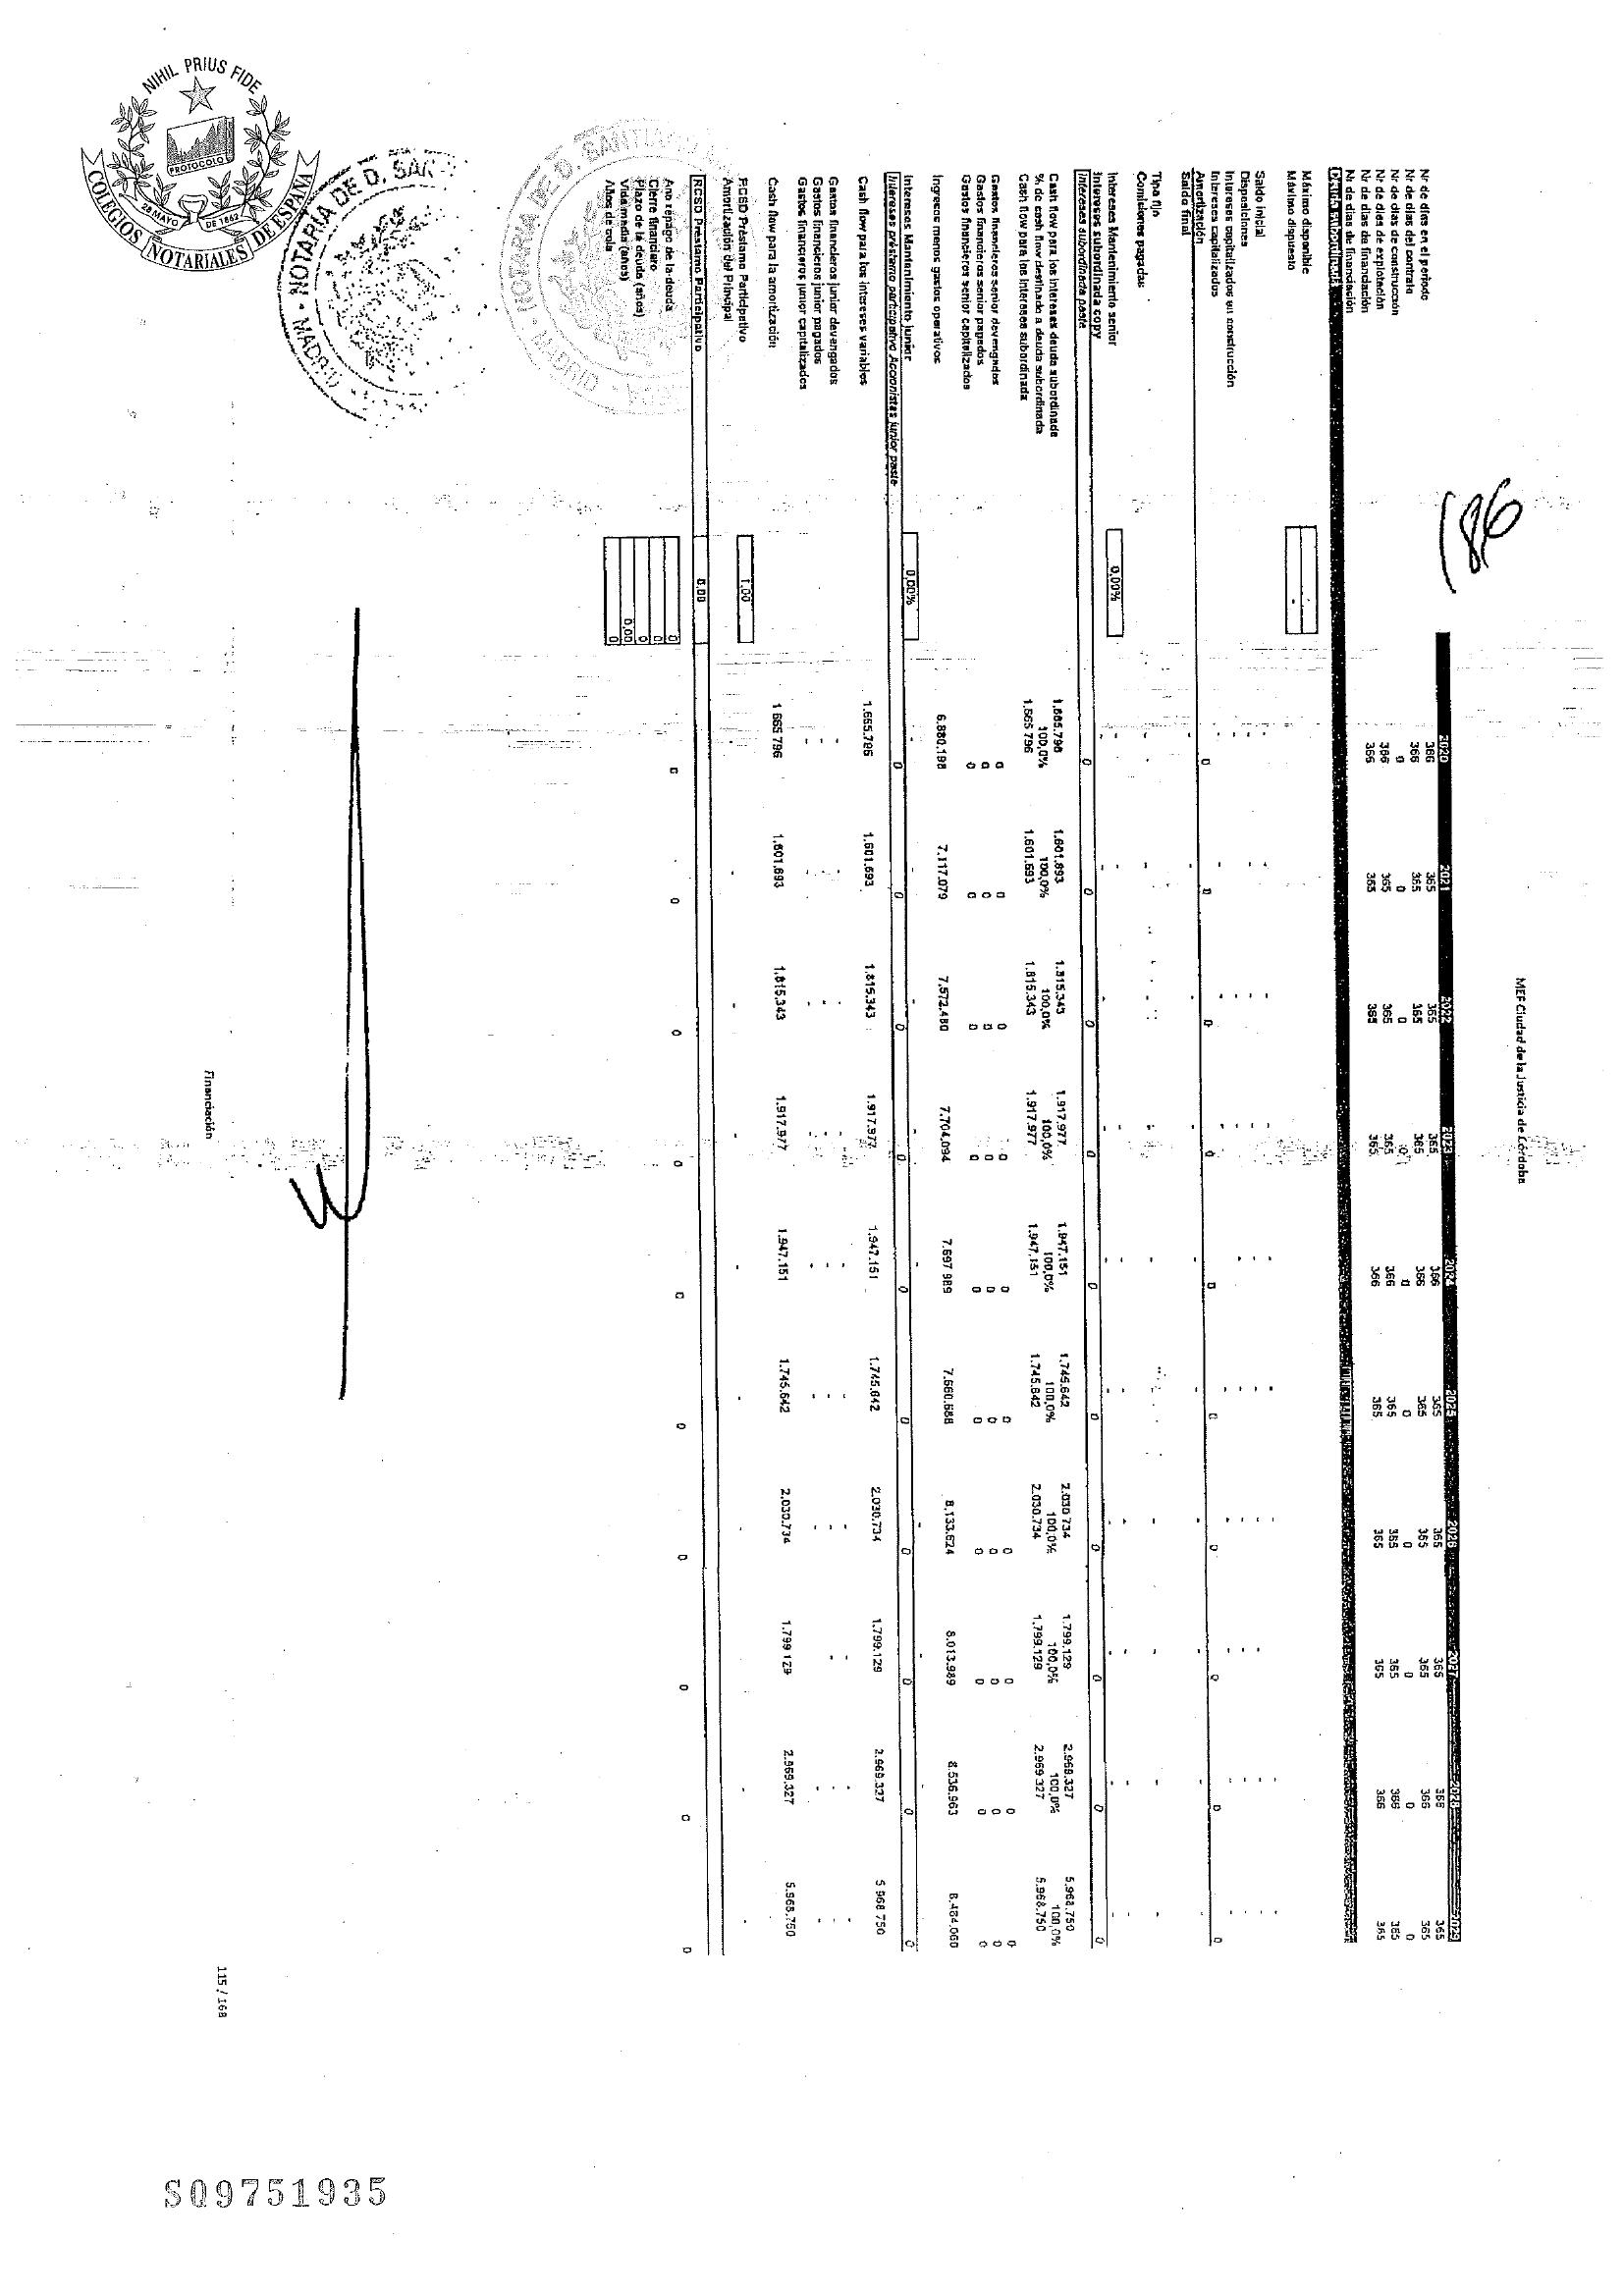 MEF Ciudad de la Justicia de Córdoba
186
2020 2021 2022 2023 2024 2025 2026 2027 2028 2029
Nr de días en el período 366 365 365 365 366 365 365 365 366 365
Nr de días del contrato 366 365 365 365 366 365 365 365 366 365
Nr de días de construcción 0 0 0 0 0 0 0 0 0 0
Nr de días de explotación 366 365 365 365 366 365 365 365 366 365
Nr de días de financiación 366 365 365 365 366 365 365 365 366 365
Nr de días de financiación
Máximo disponible
Máximo dispuesto
Saldo inicial
Disposiciones
Intereses capitalizados en construcción
Intereses capitalizados
Amortización
Saldo final 0 0 0 0 0 0 0 0 0 0
Tipo fijo
Comisiones pagadas
Intereses Mantenimiento senior 0,00%
Intereses subordinada copy
Intereses subordinada paste 0 0 0 0 0 0 0 0 0 0
Cash flow para los intereses deuda subordinada 1.665.796 1.601.693 1.815.343 1.917.977 1.947.151 1.745.642 2.030.734 1.799.129 2.969.327 5.968.750
% de cash flow destinado a deuda subordinada 100,0% 100,0% 100,0% 100,0% 100,0% 100,0% 100,0% 100,0% 100,0% 100,0%
Cash flow para los intereses subordinada 1.665.796 1.601.693 1.815.343 1.917.977 1.947.151 1.745.642 2.030.734 1.799.129 2.969.327 5.968.750
Gastos financieros senior devengados 0 0 0 0 0 0 0 0 0 0
Gastos financieros senior pagados 0 0 0 0 0 0 0 0 0 0
Gastos financieros senior capitalizados 0 0 0 0 0 0 0 0 0 0
Ingresos menos gastos operativos 6.880.198 7.117.079 7.572.480 7.704.094 7.697.989 7.660.688 8.133.624 8.013.989 8.536.963 8.484.060
Intereses Mantenimiento junior 0,00%
Intereses préstamo participativo Accionistas junior paste 0 0 0 0 0 0 0 0 0 0
Cash flow para los intereses variables 1.665.796 1.601.693 1.815.343 1.917.977 1.947.151 1.745.642 2.030.734 1.799.129 2.969.327 5.968.750
Gastos financieros junior devengados
Gastos financieros junior pagados
Gastos financieros junior capitalizados
Cash flow para la amortización 1.665.796 1.601.693 1.815.343 1.917.977 1.947.151 1.745.642 2.030.734 1.799.129 2.969.327 5.968.750
RCSD Préstamo Participativo 1,00
Amortización del Principal
RCSD Préstamo Participativo 0,00
Ano repago de la deuda 0 0 0 0 0 0 0 0 0 0 0
Cierre financiero 0
Plazo de la deuda (años) 0
Vida media (años) 0,00
Años de cola 0
Financiación
115 / 168
NIHIL PRIUS FIDE
PROTOCOLO
28 MAYO DE 1862
COLEGIOS NOTARIALES DE ESPAÑA
NOTARIA DE D. SAN
MADRID
NOTARIA DE D. SANTIAGO
MADRID
SQ9751935